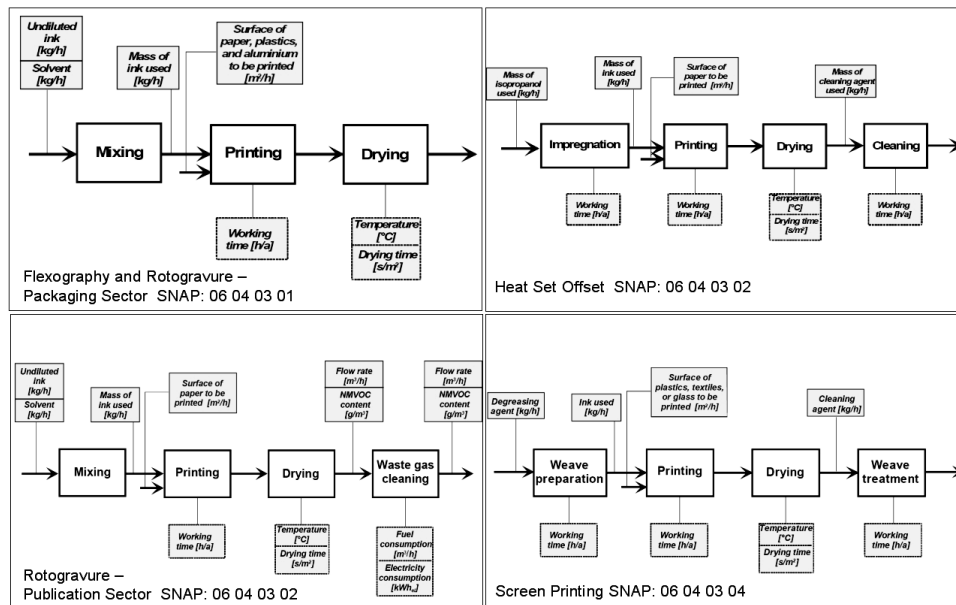 Undiluted
ink
[kg/h]
Solvent
[kg/h]
Mass of
ink used
[kg/h]
Surface of
paper, plastics,
and aluminium
to be printed
[m²/h]
Mixing
Printing
Drying
Working
time [h/a]
Temperature
[°C]
Drying time
[s/m²]
Flexography and Rotogravure –
Packaging Sector SNAP: 06 04 03 01
Mass of
isopropanol
used [kg/h]
Mass of
ink used
[kg/h]
Surface of
paper to be
printed [m²/h]
Mass of
cleaning agent
used [kg/h]
Impregnation
Printing
Drying
Cleaning
Working
time [h/a]
Working
time [h/a]
Temperature
[°C]
Drying time
[s/m²]
Working
time [h/a]
Heat Set Offset SNAP: 06 04 03 02
Undiluted
ink
[kg/h]
Solvent
[kg/h]
Mass of
ink used
[kg/h]
Surface of
paper to be
printed [m²/h]
Flow rate
[m³/h]
NMVOC
content
[g/m³]
Flow rate
[m³/h]
NMVOC
content
[g/m³]
Mixing
Printing
Drying
Waste gas
cleaning
Working
time [h/a]
Temperature
[°C]
Drying time
[s/m²]
Fuel
consumption
[m³/h]
Electricity
consumption
[kWhₑₗ]
Rotogravure –
Publication Sector SNAP: 06 04 03 02
Degreasing
agent [kg/h]
Ink used
[kg/h]
Surface of
plastics, textiles,
or glass to be
printed [m²/h]
Cleaning
agent [kg/h]
Weave
preparation
Printing
Drying
Weave
treatment
Working
time [h/a]
Working
time [h/a]
Temperature
[°C]
Drying time
[s/m²]
Working
time [h/a]
Screen Printing SNAP: 06 04 03 04